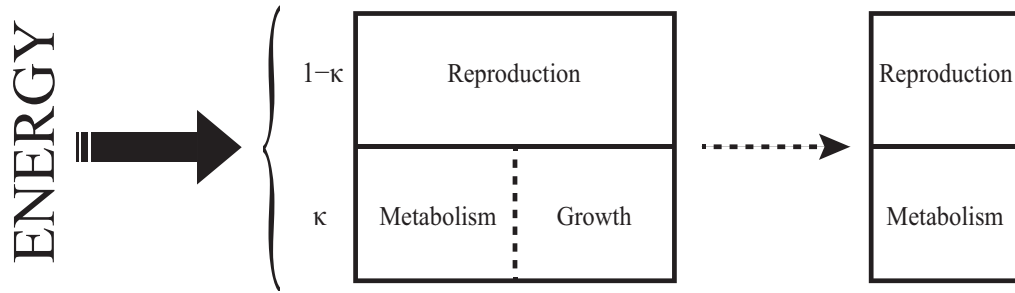 ENERGY
1−κ
Reproduction
κ
Metabolism
Growth
Reproduction
Metabolism